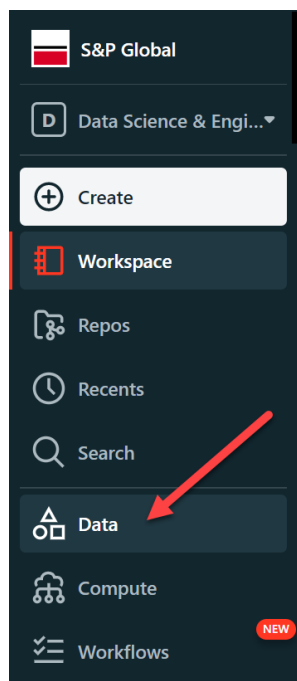 S&P Global
D Data Science & Engi...
Create
Workspace
Repos
Recents
Search
Data
Compute
NEW
Workflows